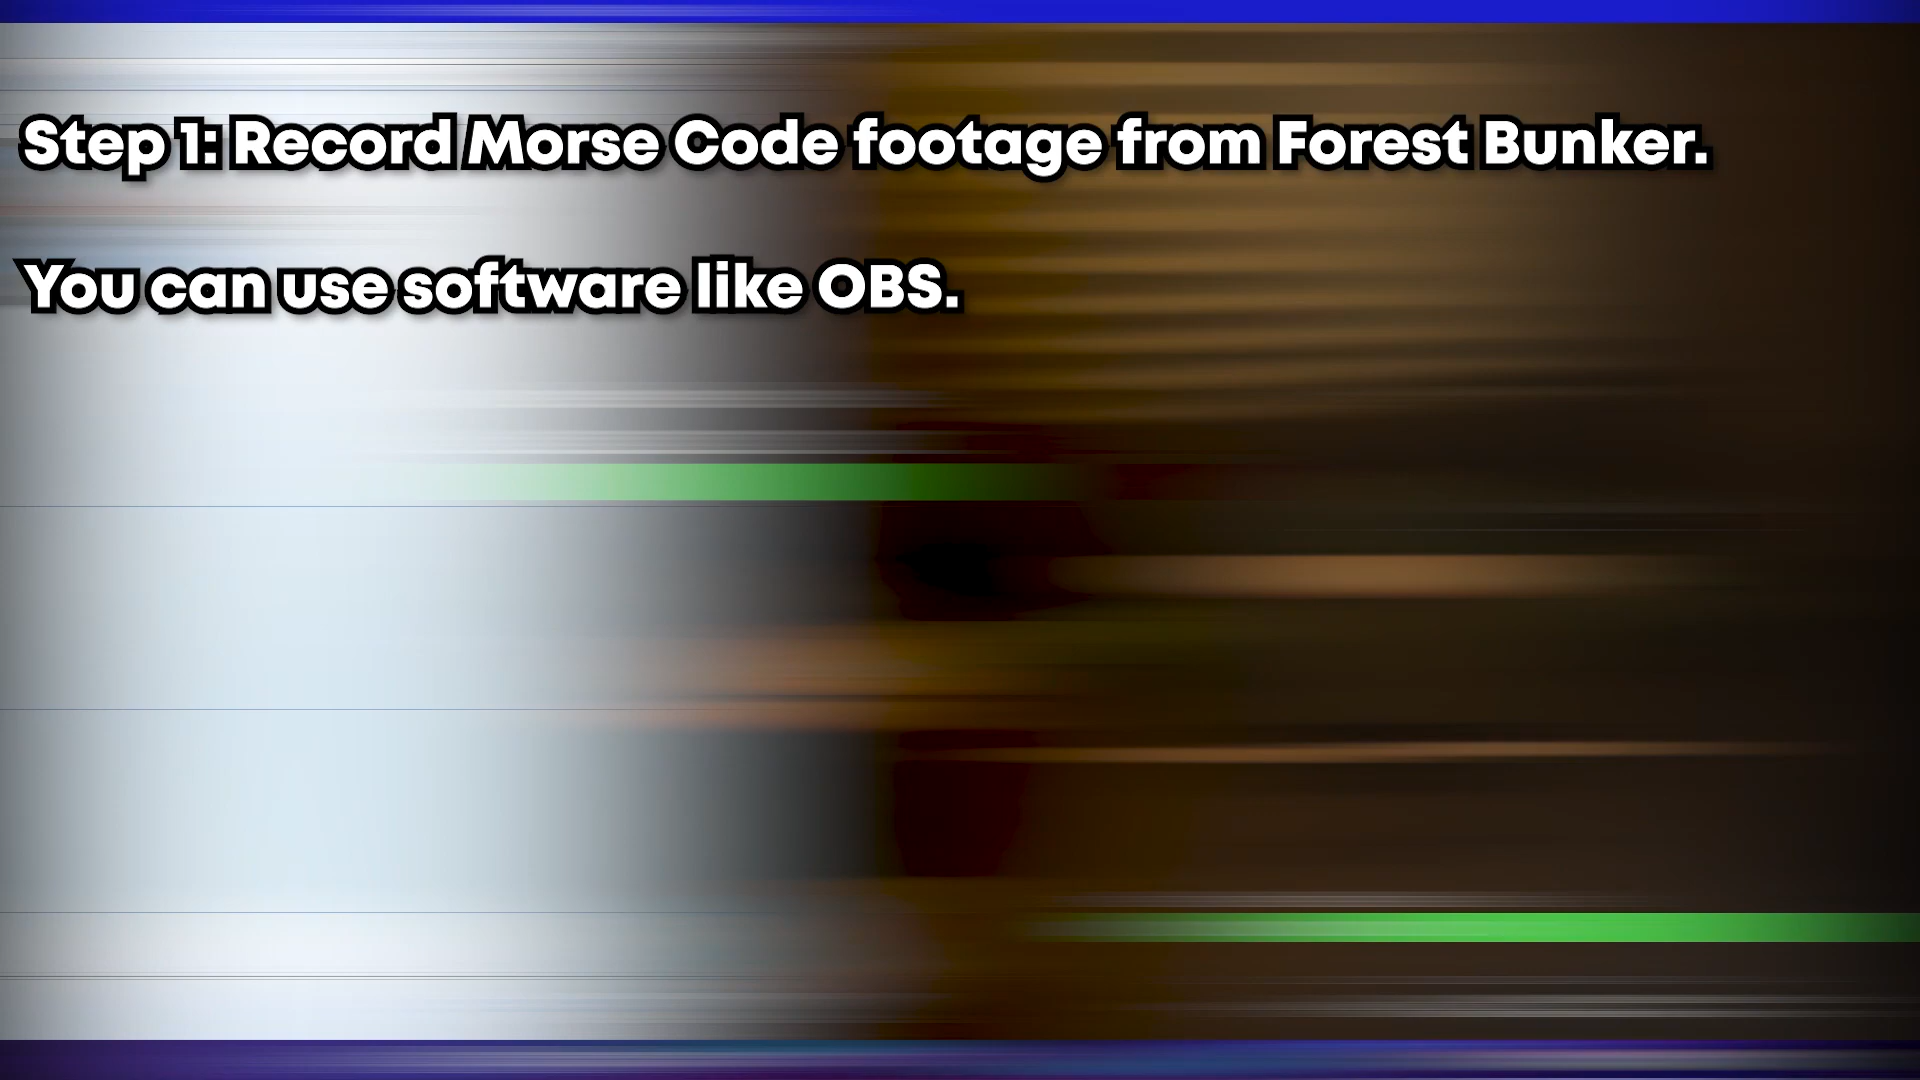 Step 1: Record Morse Code footage from Forest Bunker.
You can use software like OBS.